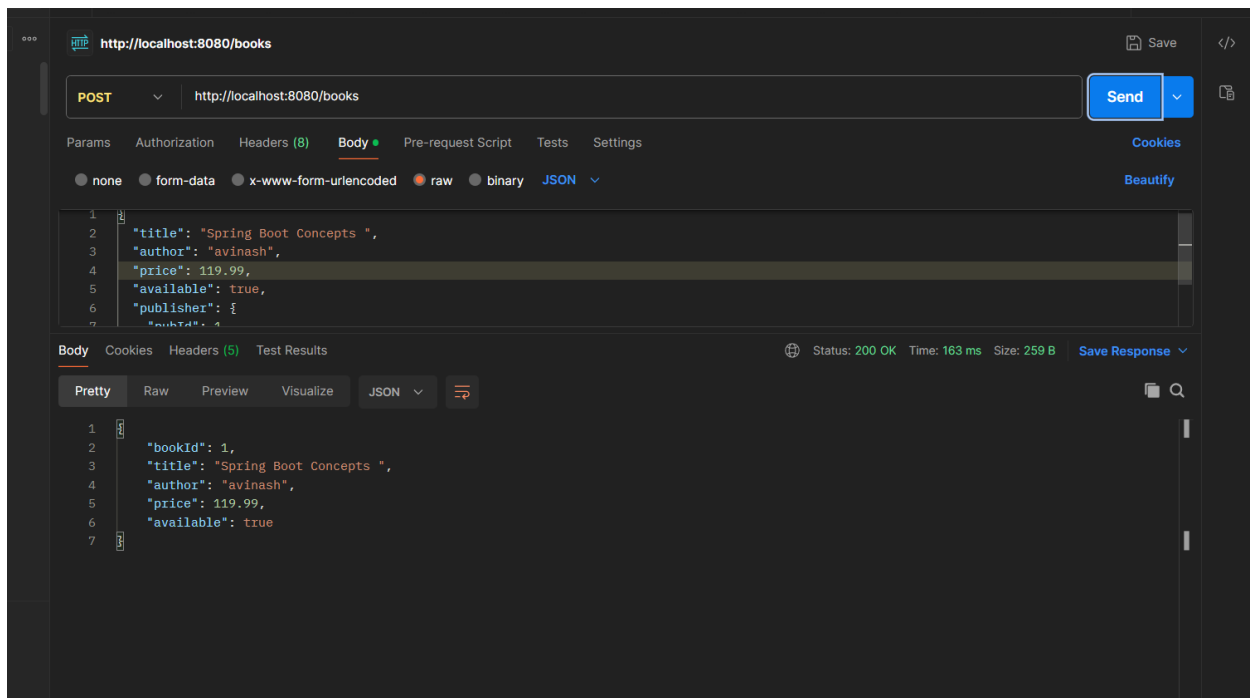 HTTP http://localhost:8080/books Save </>
POST http://localhost:8080/books Send
Params Authorization Headers (8) Body Pre-request Script Tests Settings Cookies
none form-data x-www-form-urlencoded raw binary JSON Beautify
1 {
2 "title": "Spring Boot Concepts ",
3 "author": "avinash",
4 "price": 119.99,
5 "available": true,
6 "publisher": {
7 "pubId": 1
Body Cookies Headers (5) Test Results Status: 200 OK Time: 163 ms Size: 259 B Save Response
Pretty Raw Preview Visualize JSON
1 {
2 "bookId": 1,
3 "title": "Spring Boot Concepts ",
4 "author": "avinash",
5 "price": 119.99,
6 "available": true
7 }